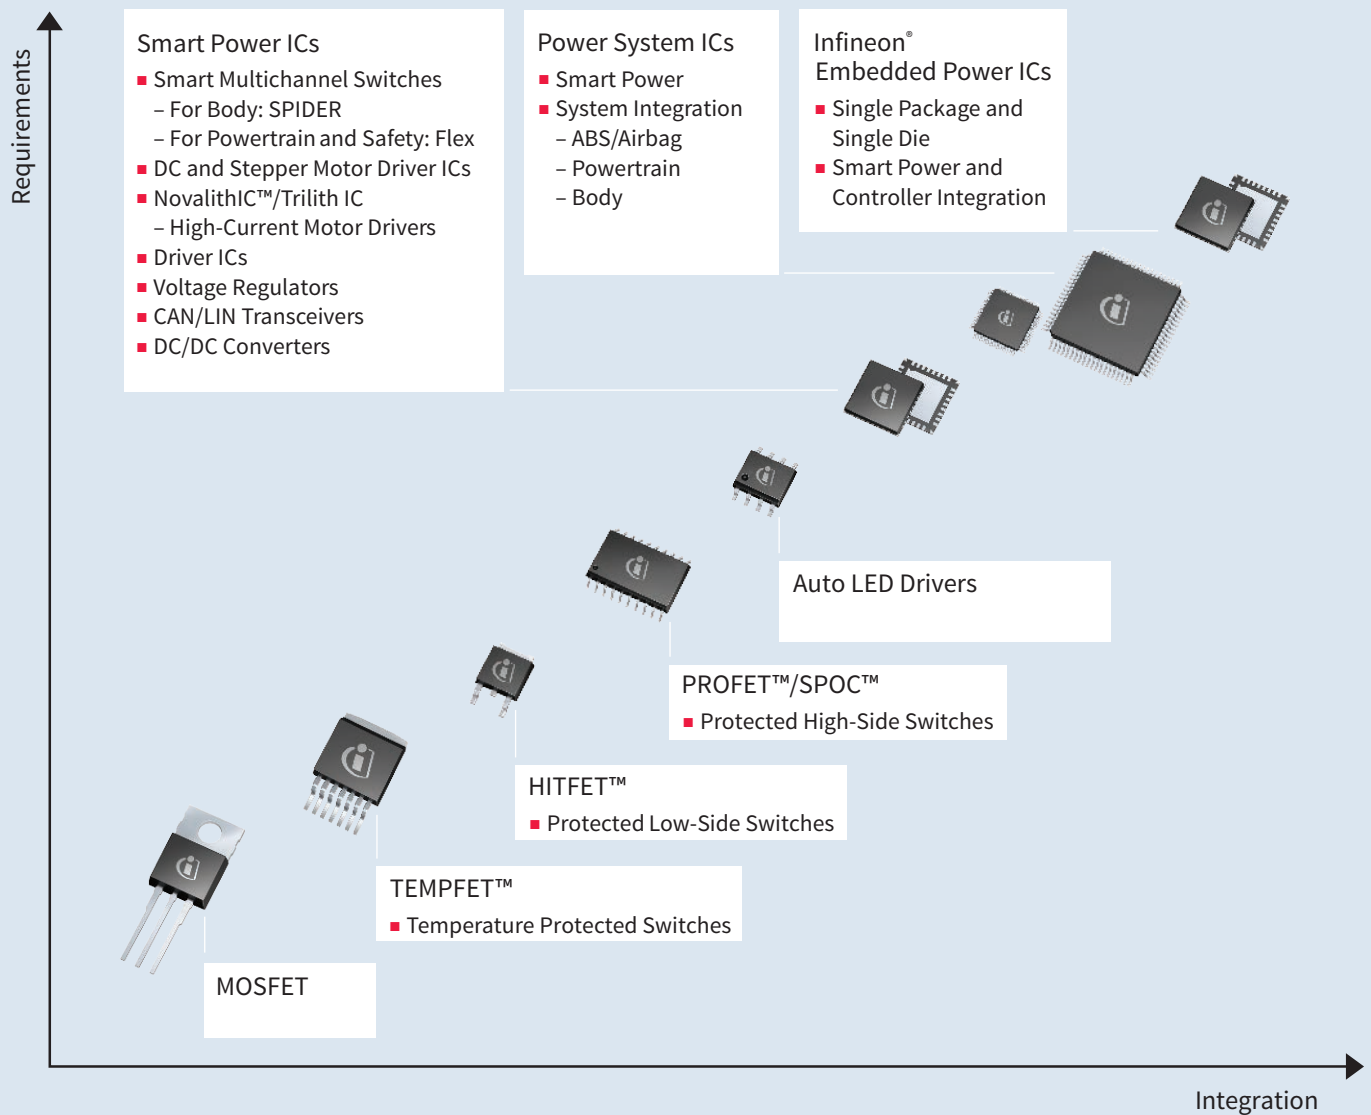 Requirements
Smart Power ICs
■ Smart Multichannel Switches
– For Body: SPIDER
– For Powertrain and Safety: Flex
■ DC and Stepper Motor Driver ICs
■ NovalithIC™/Trilith IC
– High-Current Motor Drivers
■ Driver ICs
■ Voltage Regulators
■ CAN/LIN Transceivers
■ DC/DC Converters
Power System ICs
■ Smart Power
■ System Integration
– ABS/Airbag
– Powertrain
– Body
Infineon®
Embedded Power ICs
■ Single Package and
Single Die
■ Smart Power and
Controller Integration
Auto LED Drivers
PROFET™/SPOC™
■ Protected High-Side Switches
HITFET™
■ Protected Low-Side Switches
TEMPFET™
■ Temperature Protected Switches
MOSFET
Integration